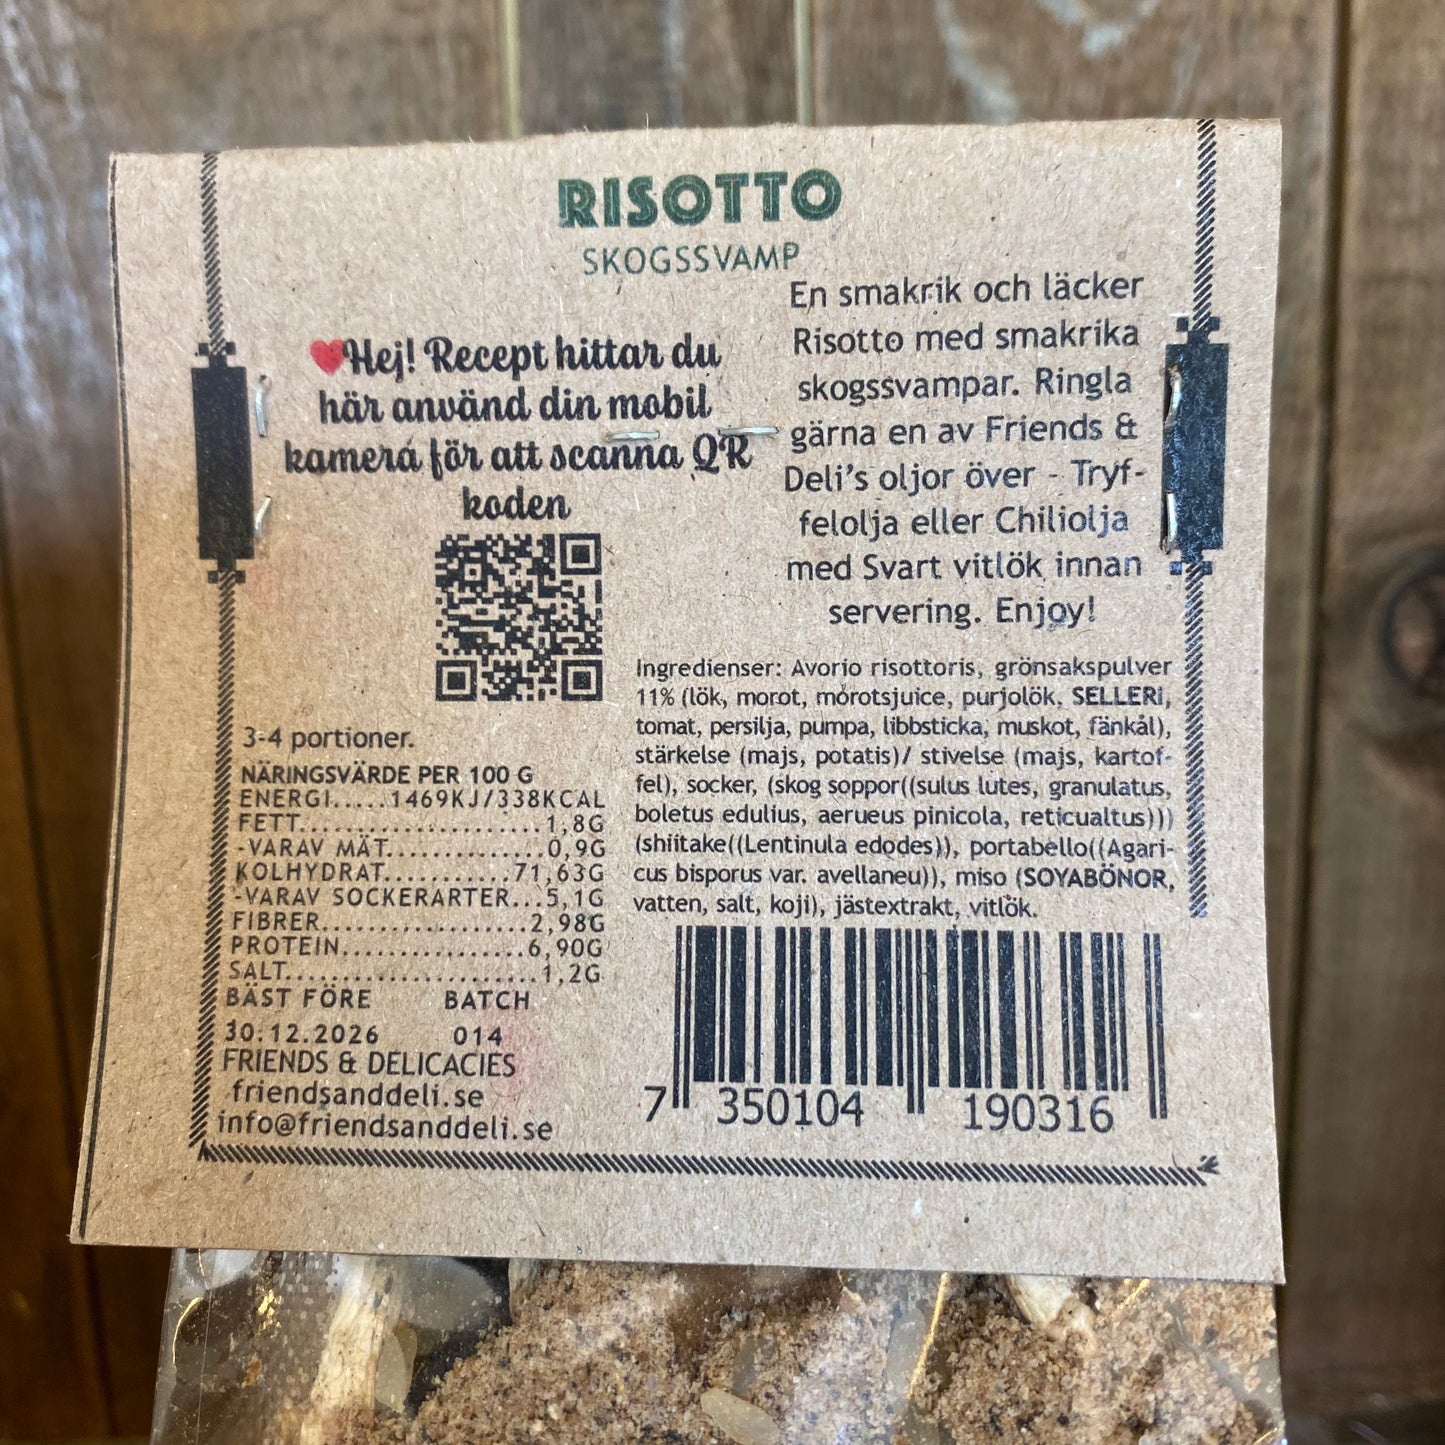 RISOTTO
SKOGSSVAMP
Hej! Recept hittar du
här använd din mobil
kamera för att scanna QR
koden
En smakrik och läcker
Risotto med smakrika
skogssvampar. Ringla
gärna en av Friends &
Deli's oljor över - Tryf-
felolja eller Chiliolja
med Svart vitlök innan
servering. Enjoy!
3-4 portioner.
NÄRINGSVÄRDE PER 100 G
ENERGI.....1469KJ/338KCAL
FETT......................1,8G
-VARAV MÄT...............0,9G
KOLHYDRAT............71,63G
-VARAV SOCKERARTER...5,1G
FIBRER...................2,98G
PROTEIN.................6,90G
SALT.......................1,2G
BÄST FÖRE BATCH
30.12.2026 014
FRIENDS & DELICACIES
friendsanddeli.se
info@friendsanddeli.se
Ingredienser: Avorio risottoris, grönsakspulver
11% (lök, morot, morotsjuice, purjolök, SELLERI,
tomat, persilja, pumpa, libbsticka, muskot, fänkål),
stärkelse (majs, potatis)/ stivelse (majs, kartof-
fel), socker, (skog soppor((sulus lutes, granulatus,
boletus edulius, aerueus pinicola, reticualtus)))
(shiitake((Lentinula edodes)), portabello((Agari-
cus bisporus var. avellaneu)), miso (SOYABÖNOR,
vatten, salt, koji), jästextrakt, vitlök.
7 350104 190316